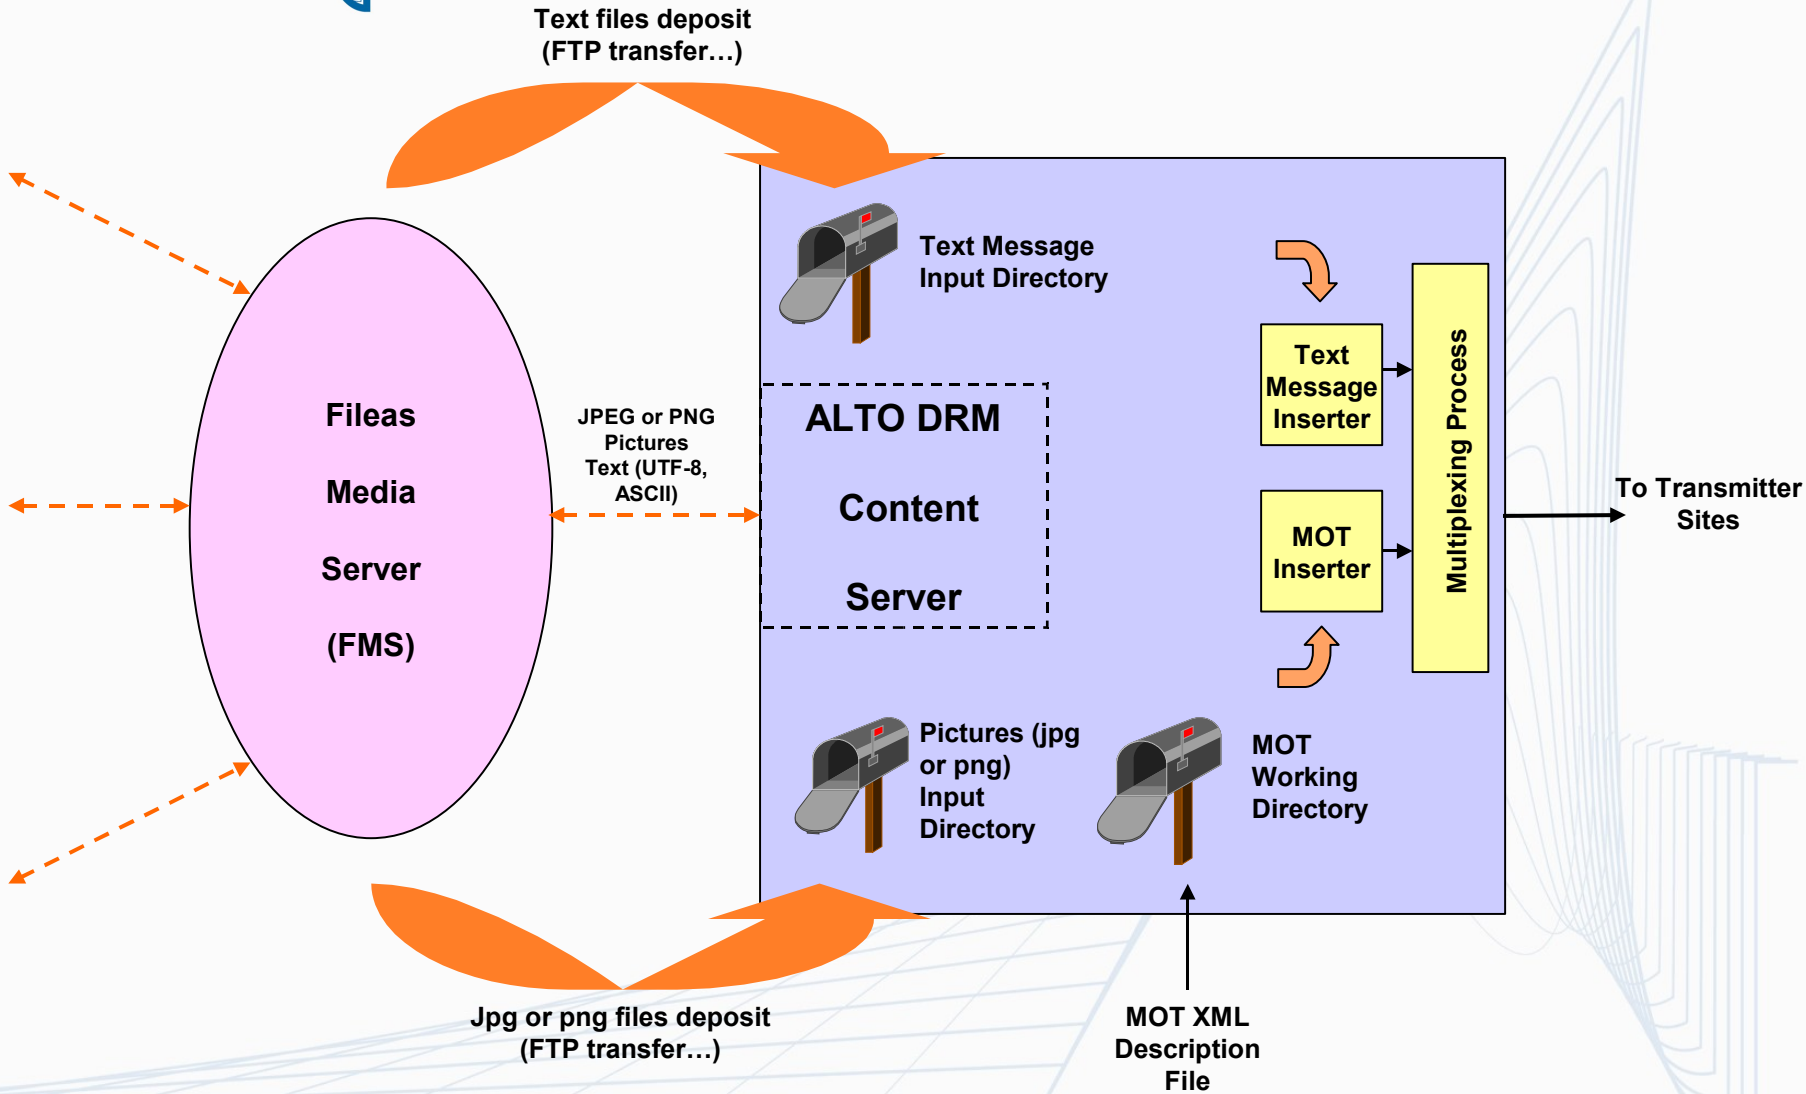 Text files deposit
(FTP transfer…)
Text Message
Input Directory
Text
Message
Inserter
Multiplexing Process
Fileas
Media
Server
(FMS)
JPEG or PNG
Pictures
Text (UTF-8,
ASCII)
ALTO DRM
Content
Server
MOT
Inserter
To Transmitter
Sites
Pictures (jpg
or png)
Input
Directory
MOT
Working
Directory
Jpg or png files deposit
(FTP transfer…)
MOT XML
Description
File